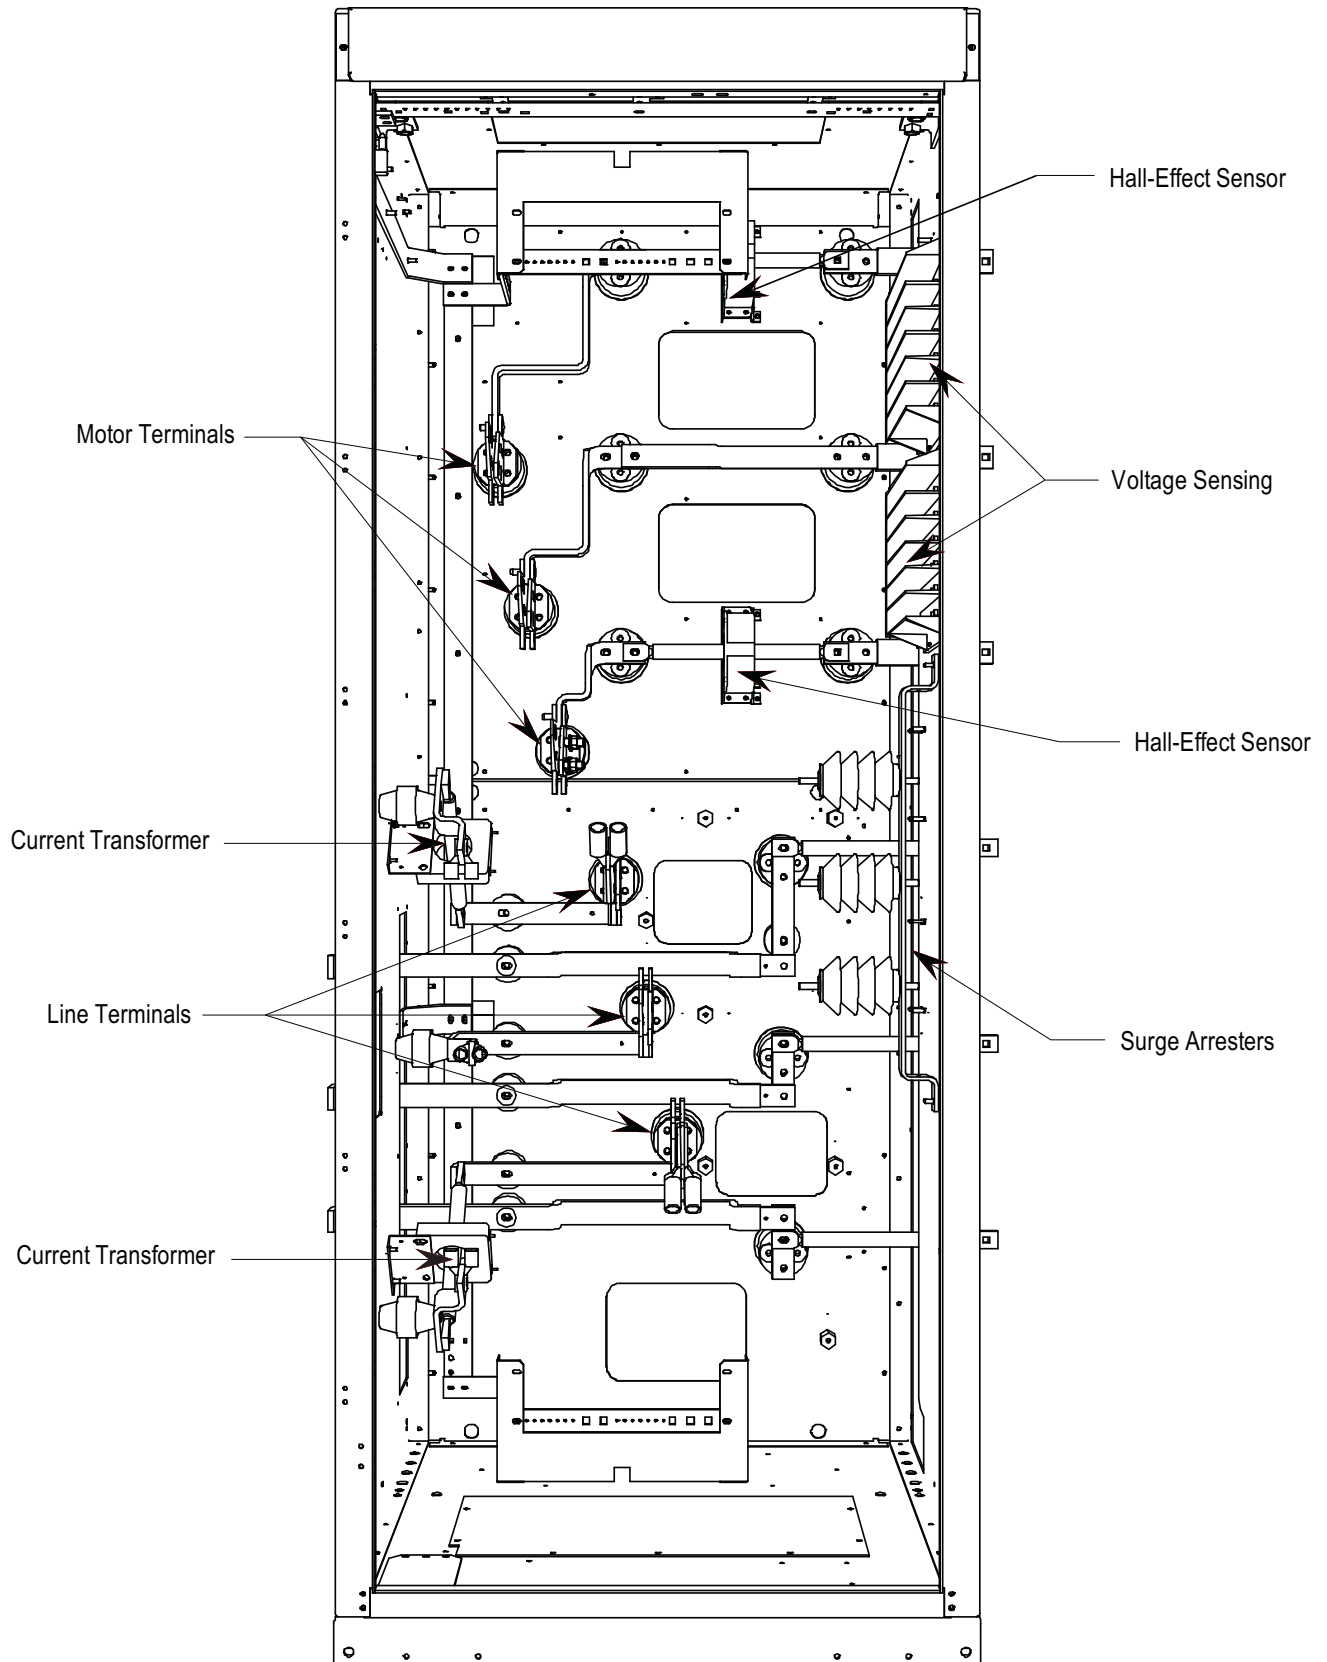 Hall-Effect Sensor
Motor Terminals
Voltage Sensing
Hall-Effect Sensor
Current Transformer
Line Terminals
Surge Arresters
Current Transformer